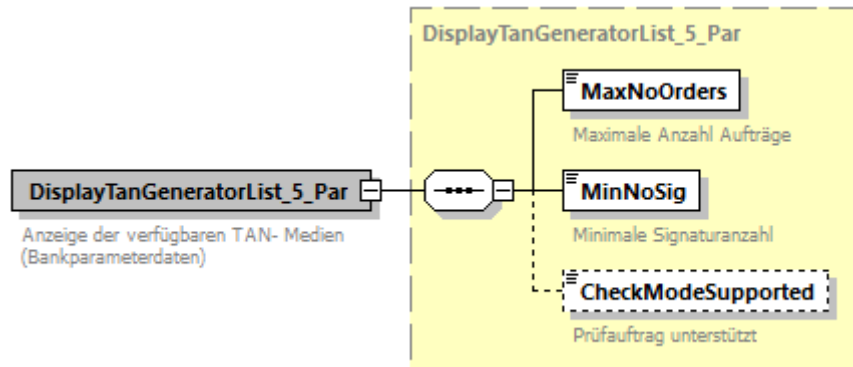 DisplayTanGeneratorList_5_Par
MaxNoOrders
Maximale Anzahl Aufträge
DisplayTanGeneratorList_5_Par
Anzeige der verfügbaren TAN- Medien
(Bankparameterdaten)
MinNoSig
Minimale Signaturanzahl
CheckModeSupported
Prüfauftrag unterstützt